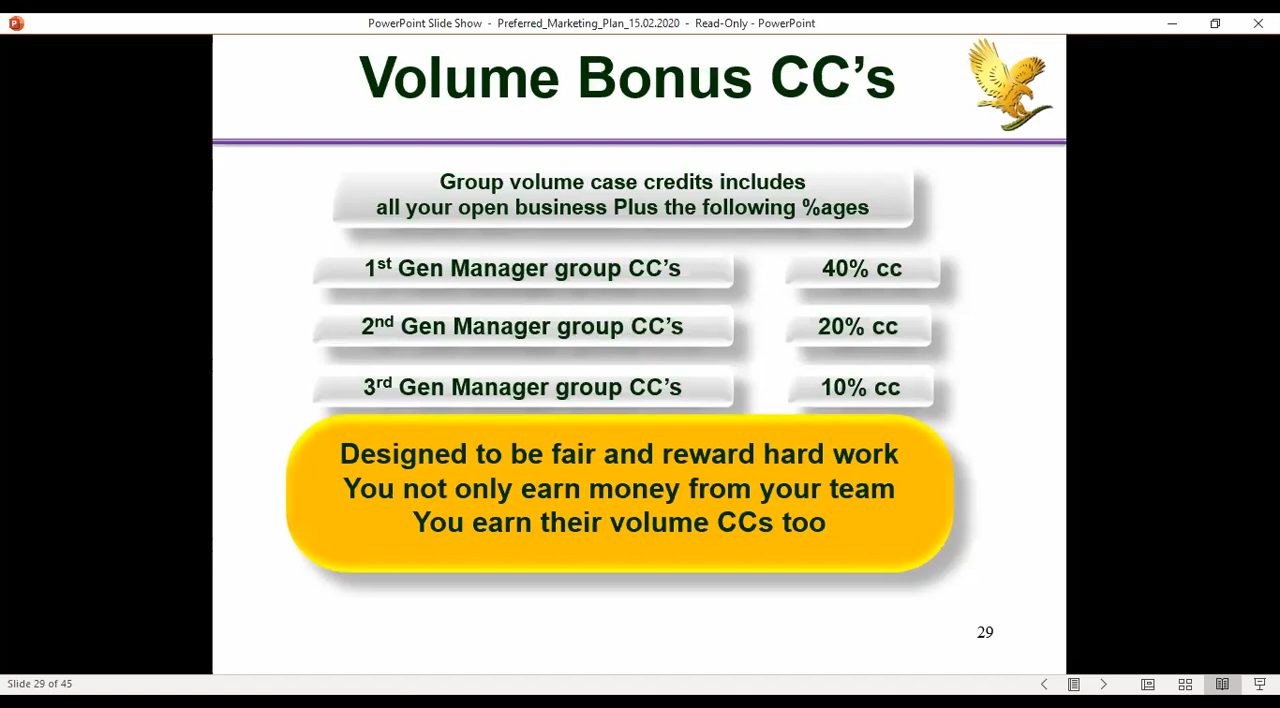 PowerPoint Slide Show - Preferred_Marketing_Plan_15.02.2020 - Read-Only - PowerPoint
Volume Bonus CC’s
Group volume case credits includes
all your open business Plus the following %ages
1st Gen Manager group CC’s 40% cc
2nd Gen Manager group CC’s 20% cc
3rd Gen Manager group CC’s 10% cc
Designed to be fair and reward hard work
You not only earn money from your team
You earn their volume CCs too
29
Slide 29 of 45